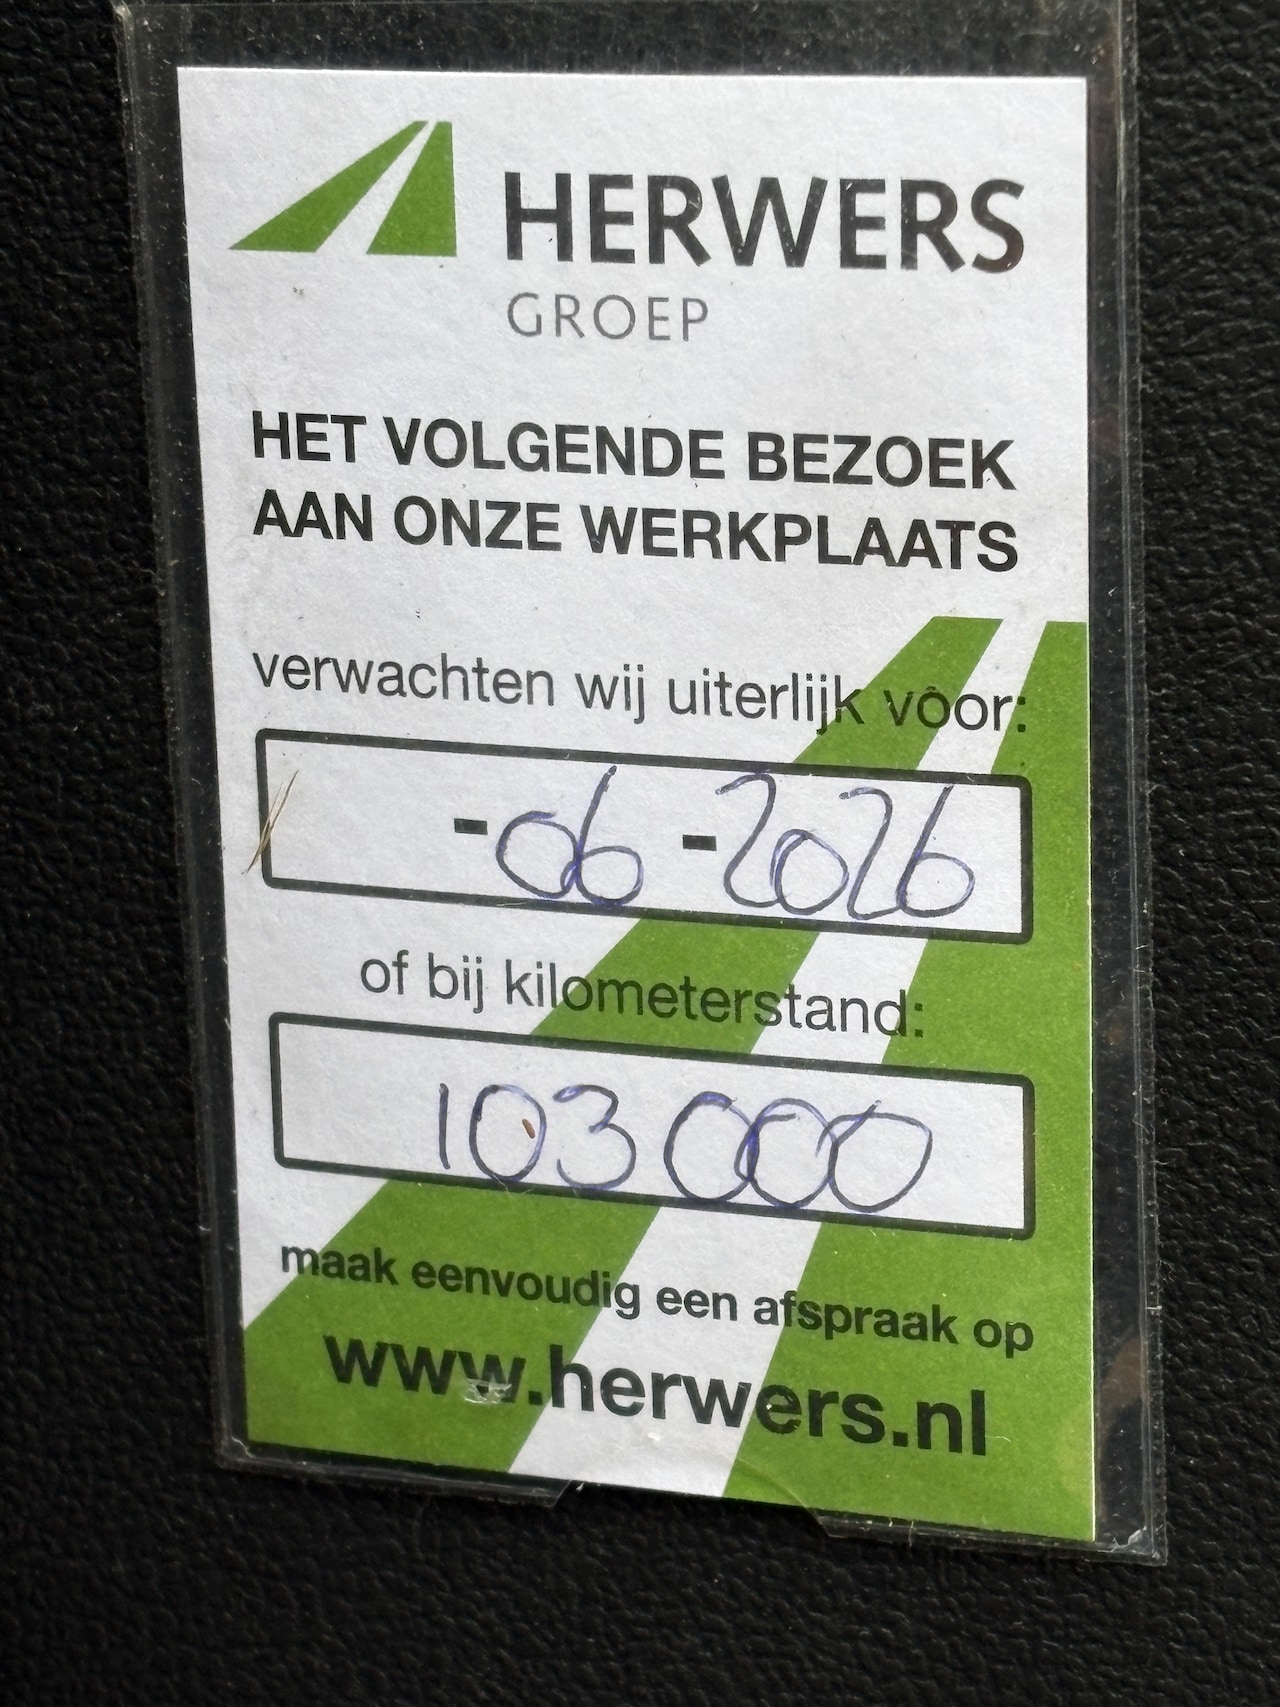 HERWERS
GROEP
HET VOLGENDE BEZOEK
AAN ONZE WERKPLAATS
verwachten wij uiterlijk vóór:
-06-2026
of bij kilometerstand:
103000
maak eenvoudig een afspraak op
www.herwers.nl